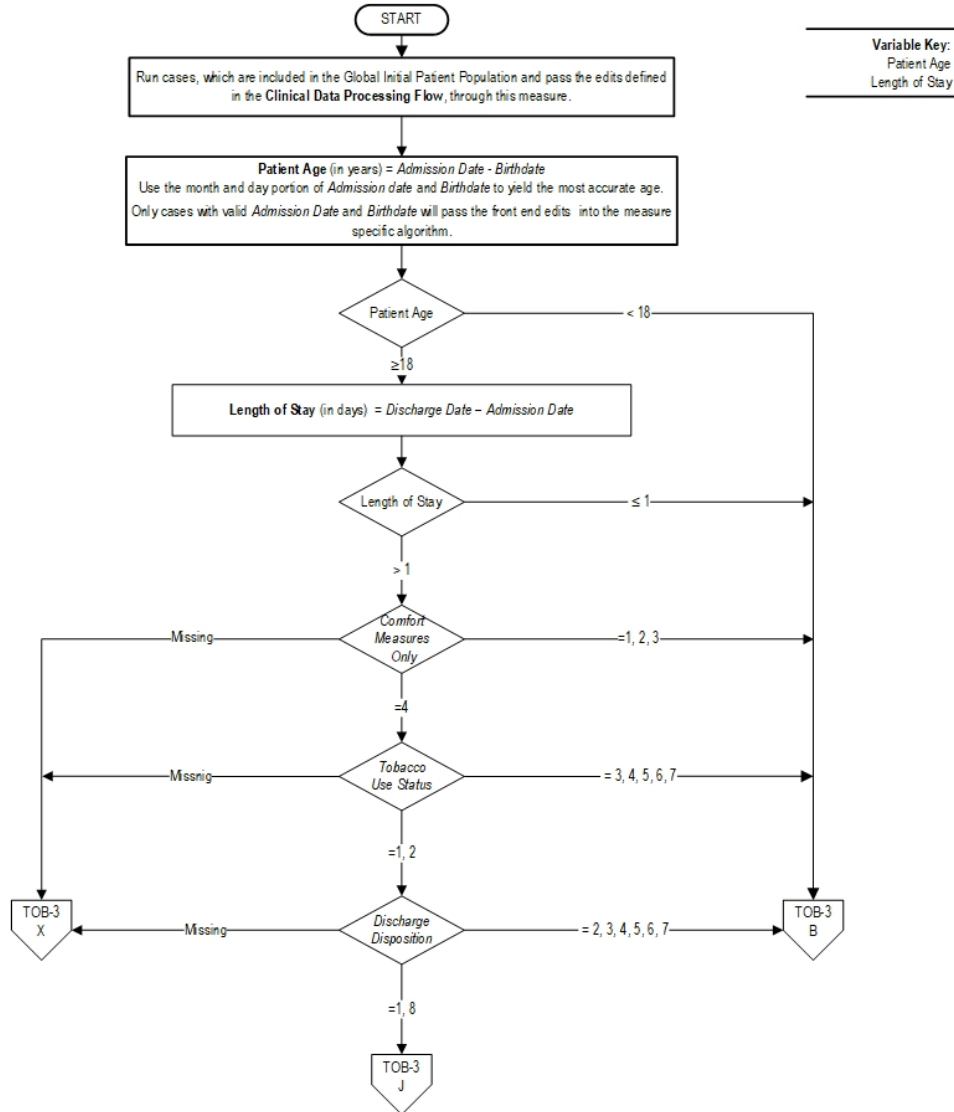 START
Variable Key:
Patient Age
Length of Stay
Run cases, which are included in the Global Initial Patient Population and pass the edits defined
in the Clinical Data Processing Flow, through this measure.
Patient Age (in years) = Admission Date - Birthdate
Use the month and day portion of Admission date and Birthdate to yield the most accurate age.
Only cases with valid Admission Date and Birthdate will pass the front end edits into the measure
specific algorithm.
Patient Age
< 18
≥18
Length of Stay (in days) = Discharge Date – Admission Date
Length of Stay
≤ 1
> 1
Missing
Comfort
Measures
Only
=1, 2, 3
=4
Missnig
Tobacco
Use Status
= 3, 4, 5, 6, 7
=1, 2
TOB-3
X
Missing
Discharge
Disposition
= 2, 3, 4, 5, 6, 7
TOB-3
B
=1, 8
TOB-3
J